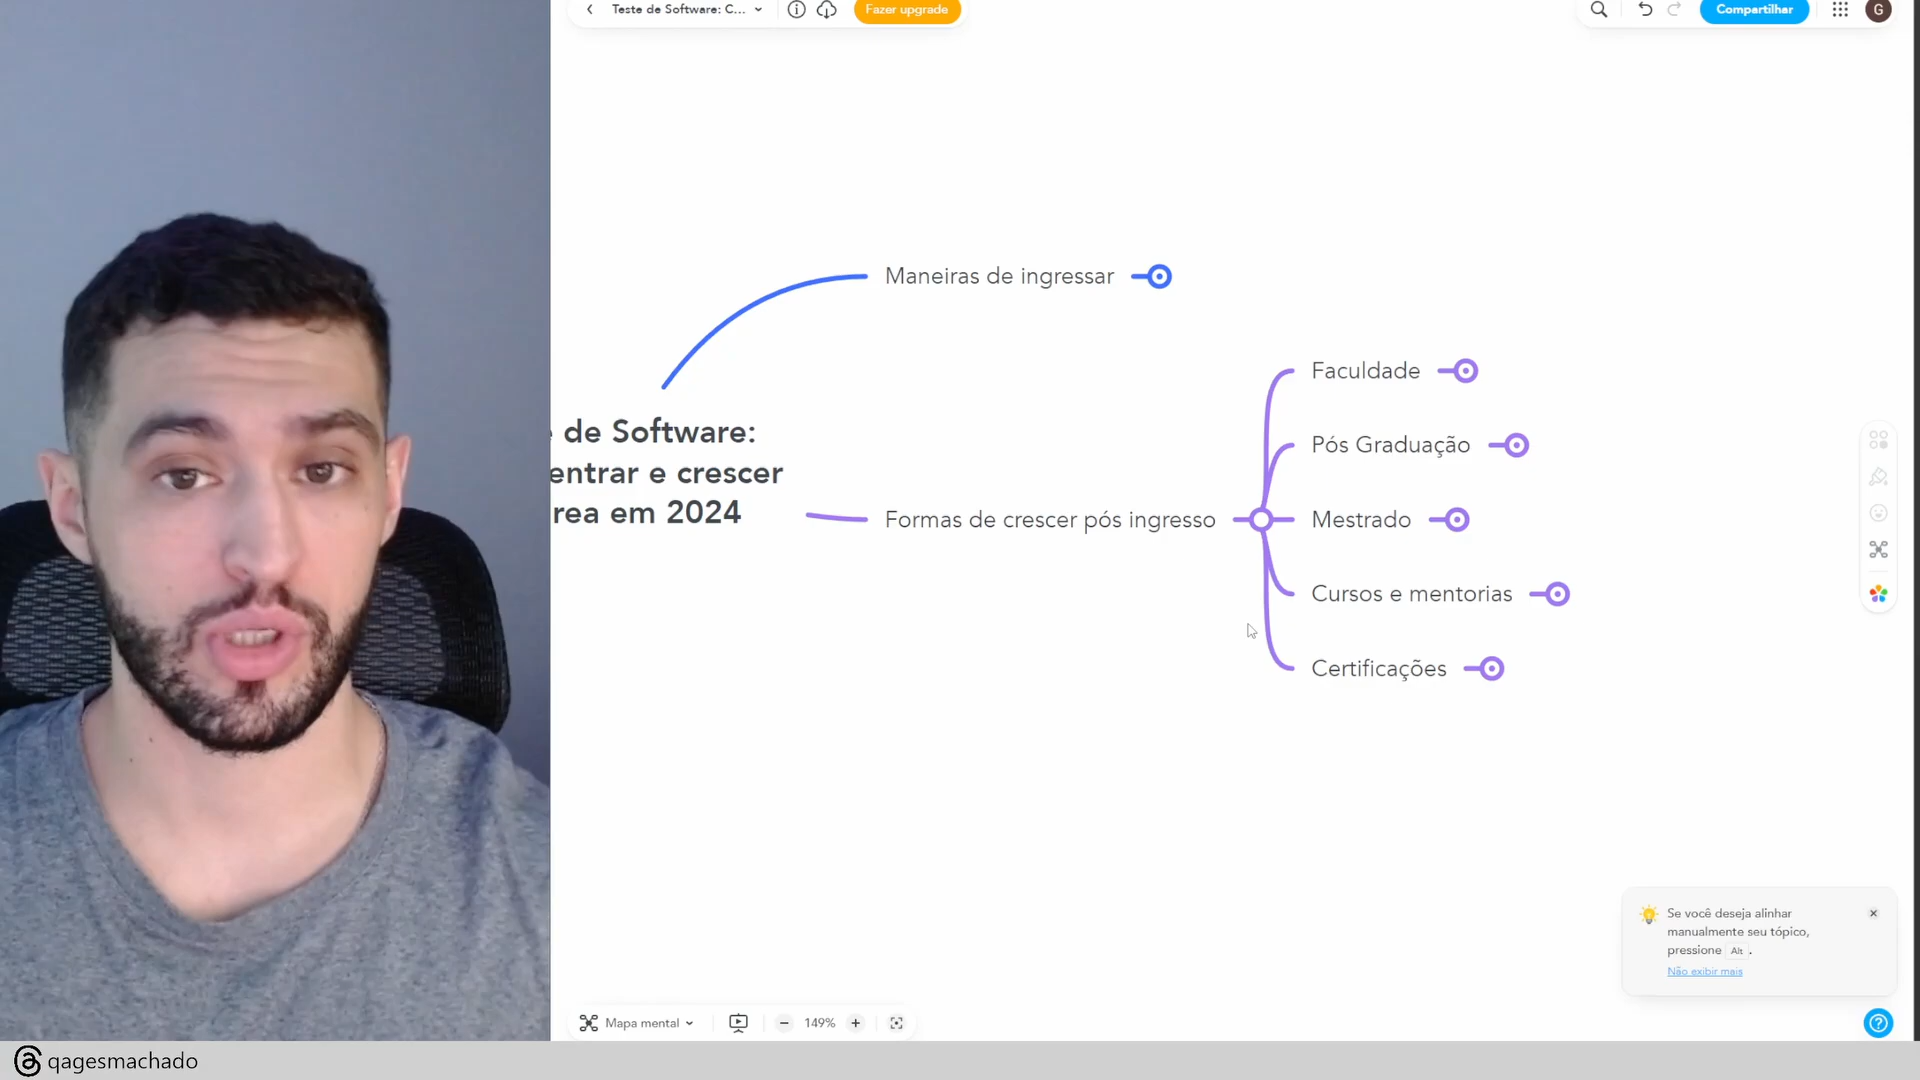 Teste de Software: C...
Fazer upgrade
Compartilhar
G
Maneiras de ingressar
de Software:
entrar e crescer
rea em 2024
Formas de crescer pós ingresso
Faculdade
Pós Graduação
Mestrado
Cursos e mentorias
Certificações
Se você deseja alinhar
manualmente seu tópico,
pressione Alt .
Não exibir mais
Mapa mental
149%
qagesmachado